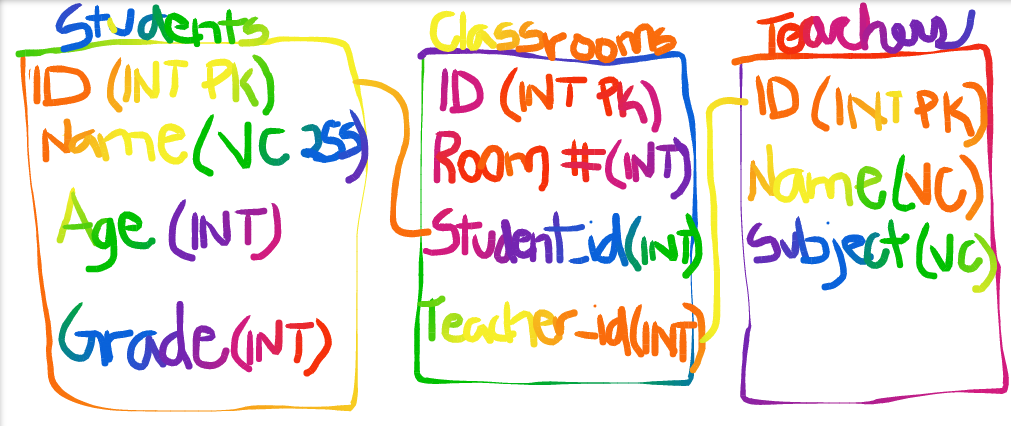 Students
ID (INT PK)
Name (VC 255)
Age (INT)
Grade (INT)
Classrooms
ID (INT PK)
Room # (INT)
Student_id (INT)
Teacher_id (INT)
Teachers
ID (INT PK)
Name (VC)
Subject (VC)